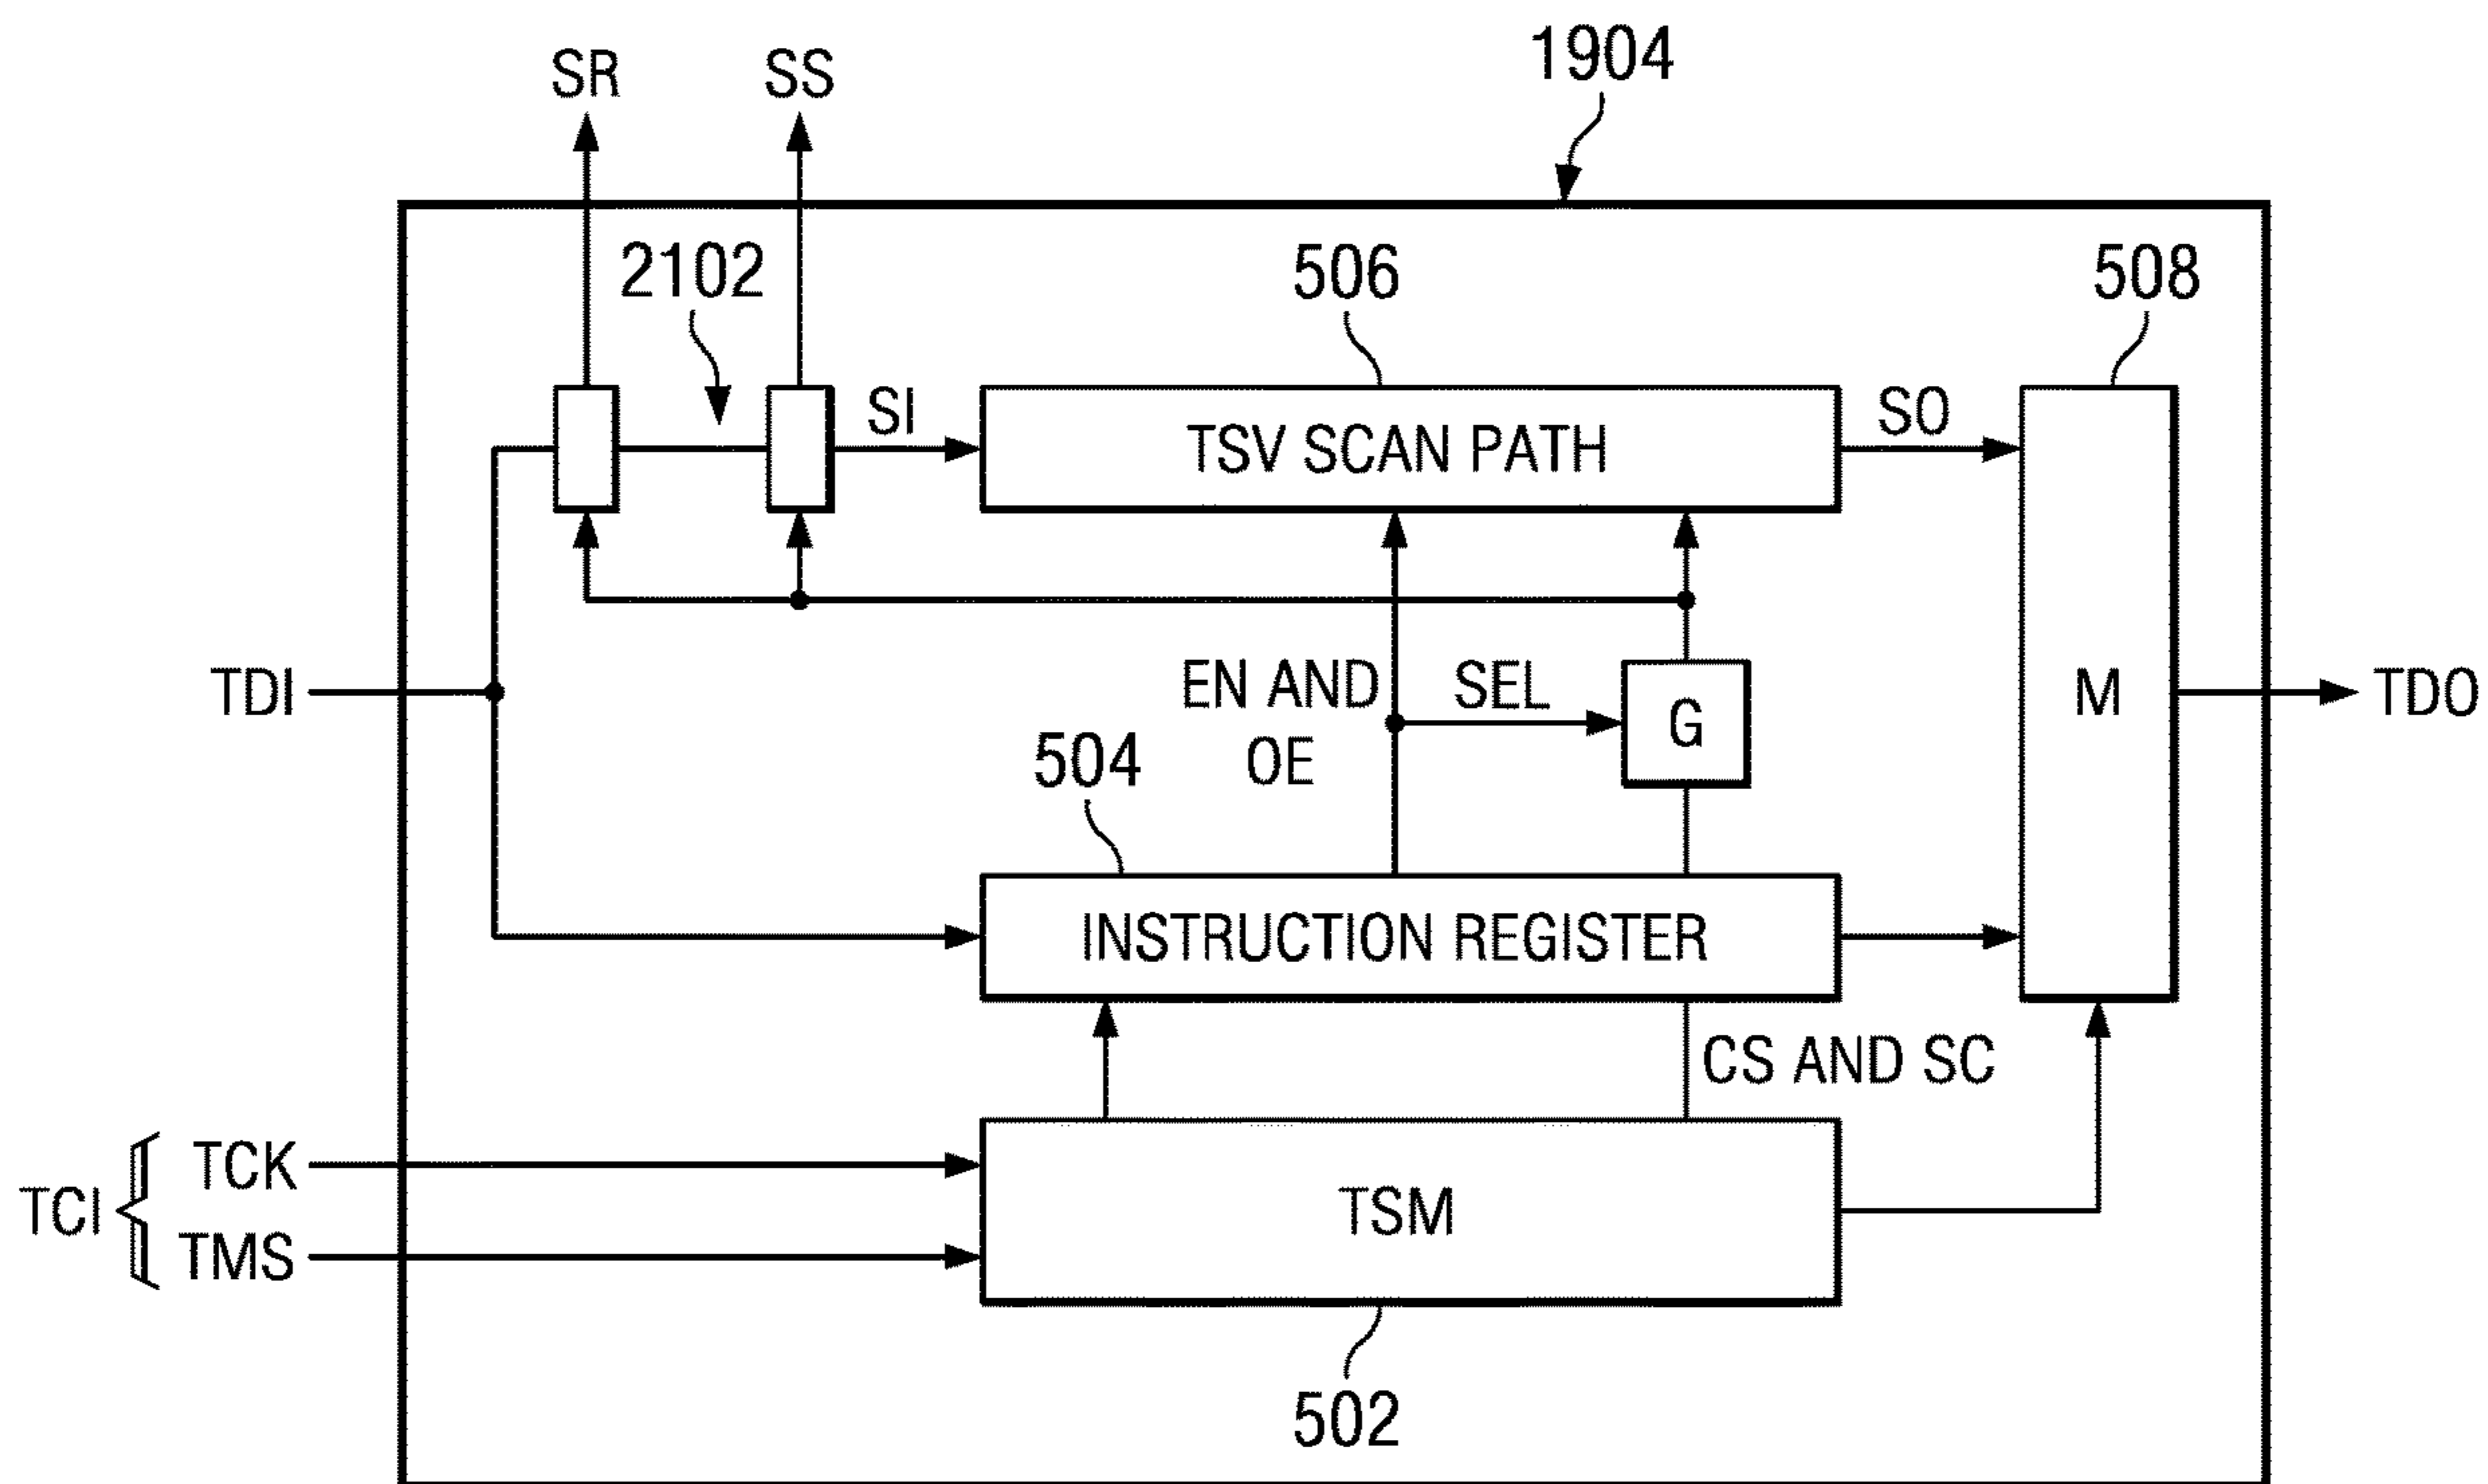 1904
SR
SS
2102
506
508
SI
TSV SCAN PATH
SO
TDI
EN AND
OE
SEL
G
M
TDO
504
INSTRUCTION REGISTER
CS AND SC
TCI
TCK
TMS
TSM
502